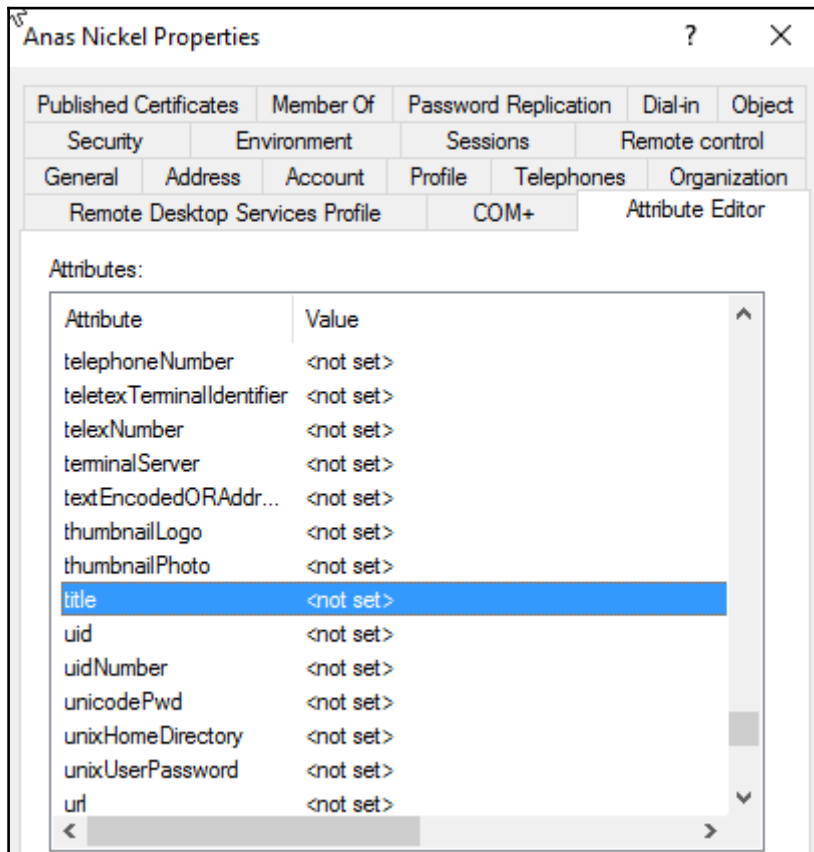 Anas Nickel Properties ? ×
Published Certificates Member Of Password Replication Dial-in Object
Security Environment Sessions Remote control
General Address Account Profile Telephones Organization
Remote Desktop Services Profile COM+ Attribute Editor
Attributes:
Attribute Value
telephoneNumber <not set>
teletexTerminalIdentifier <not set>
telexNumber <not set>
terminalServer <not set>
textEncodedORAddr... <not set>
thumbnailLogo <not set>
thumbnailPhoto <not set>
title <not set>
uid <not set>
uidNumber <not set>
unicodePwd <not set>
unixHomeDirectory <not set>
unixUserPassword <not set>
url <not set>